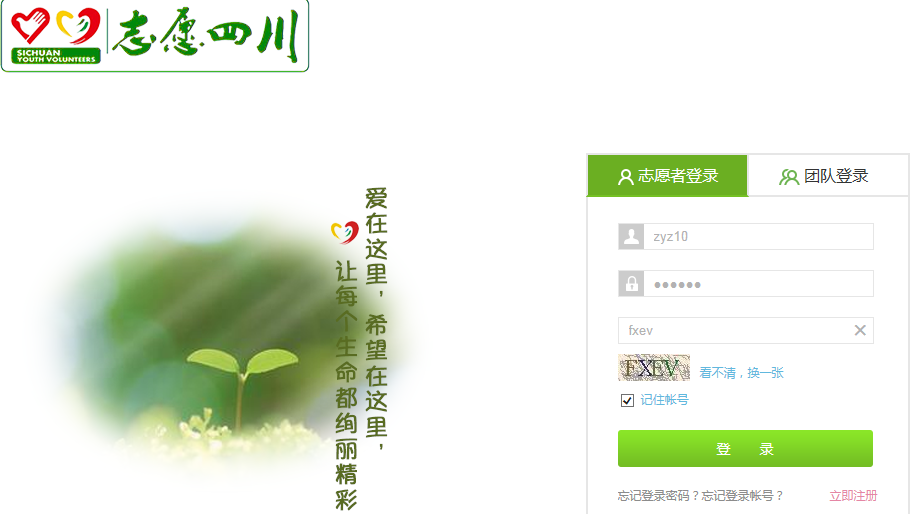 SICHUAN
YOUTH VOLUNTEERS
志愿四川
爱在这里，希望在这里，
让每个生命都绚丽精彩
志愿者登录
团队登录
zyz10
●●●●●●
fxev
FXEV
看不清，换一张
记住帐号
登 录
忘记登录密码？忘记登录帐号？
立即注册